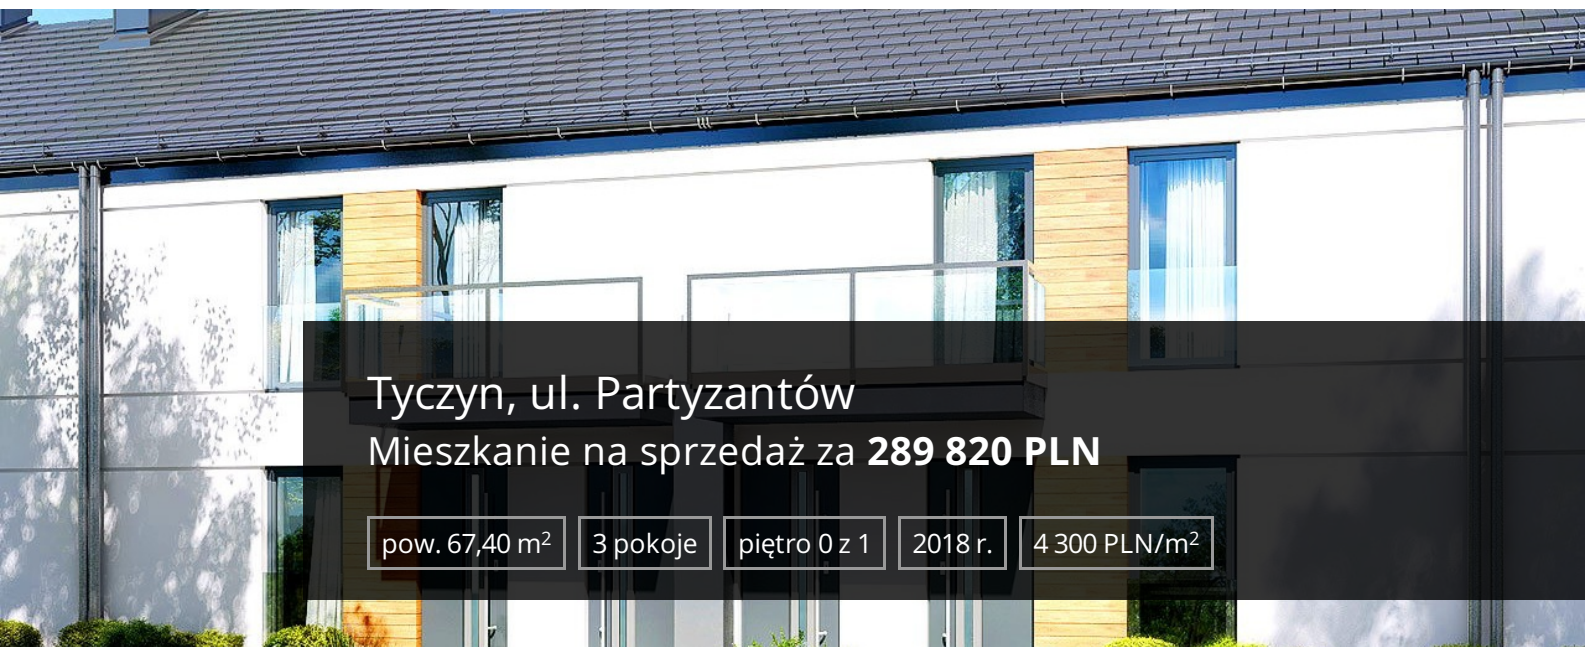 Tyczyn, ul. Partyzantów
Mieszkanie na sprzedaż za 289 820 PLN
pow. 67,40 m² 3 pokoje piętro 0 z 1 2018 r. 4 300 PLN/m²